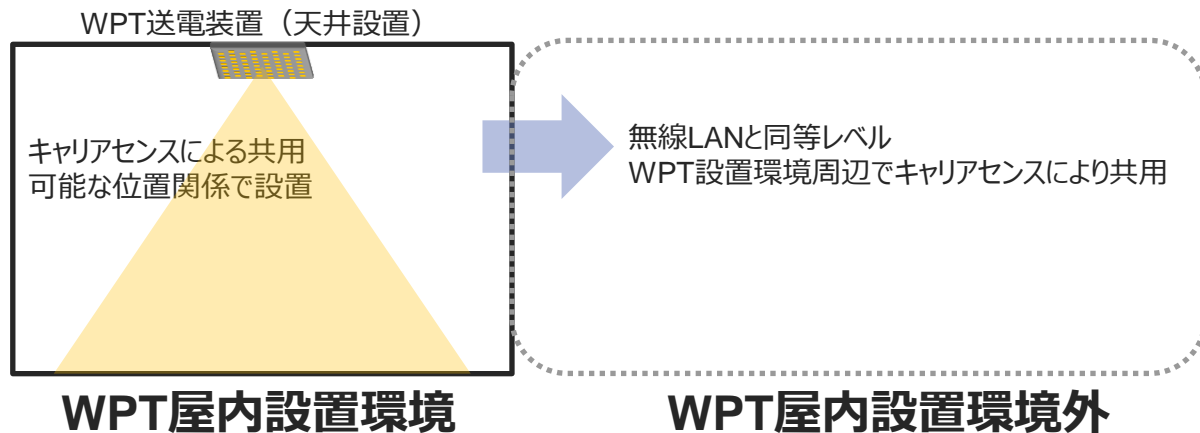 WPT送電装置（天井設置）
キャリアセンスによる共用
可能な位置関係で設置
無線LANと同等レベル
WPT設置環境周辺でキャリアセンスにより共用
WPT屋内設置環境
WPT屋内設置環境外